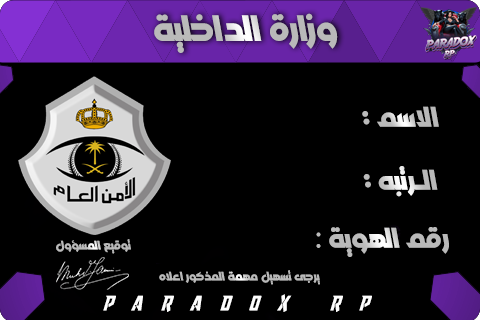 وزارة الداخلية
PARADOX
RP
الاسم :
الرتبه :
رقم الهوية :
الأمن العام
توقيع المسؤول
يرجى تسهيل مهمة المذكور اعلاه
PARADOX RP